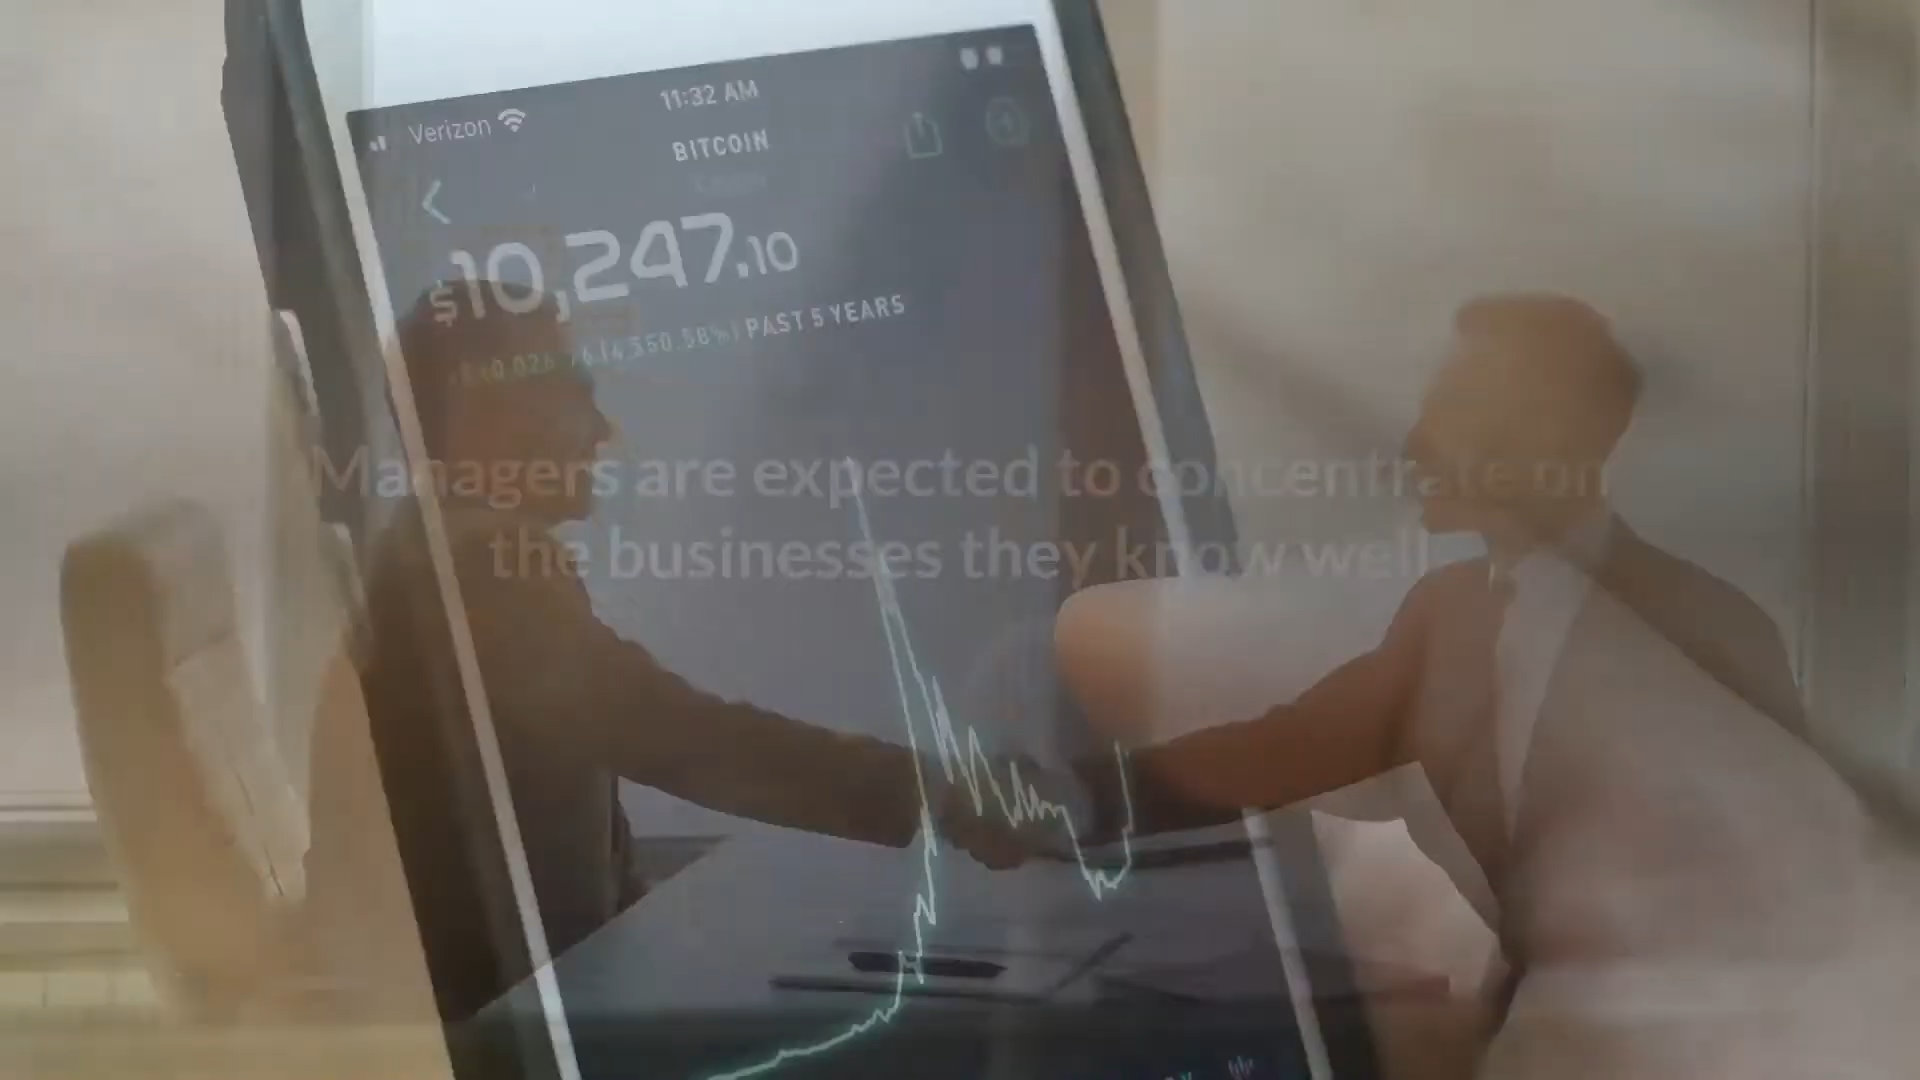 11:32 AM
Verizon
BITCOIN
$10,247.10
PAST 5 YEARS
Managers are expected to concentrate on
the businesses they know well